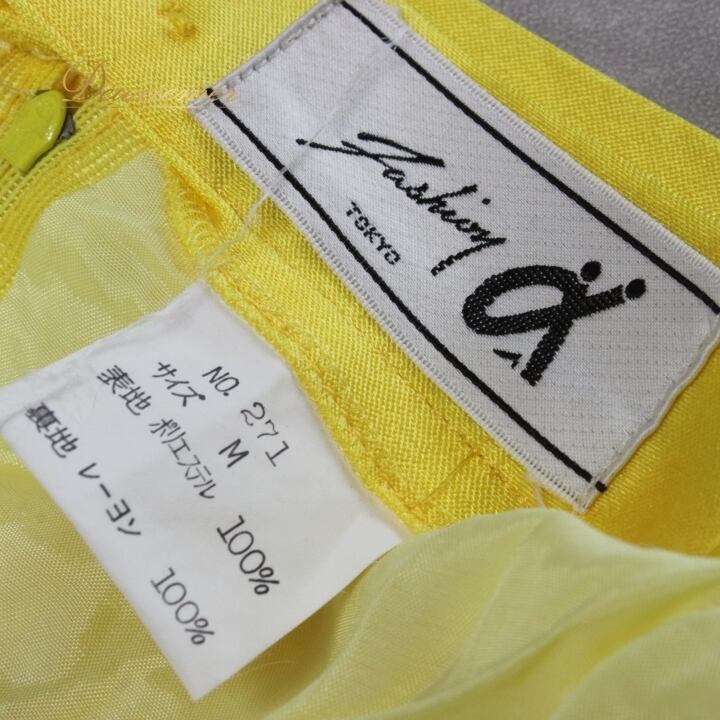 Fashion
TOKYO
NO. 271
サイズ M
表地 ポリエステル 100%
裏地 レーヨン 100%